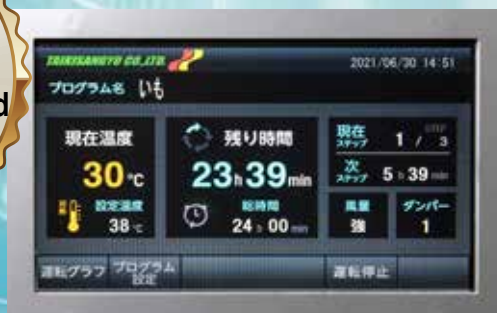 d
TAIKISANGYO CO.,LTD.
2021/06/30 14:51
プログラム名 いも
現在温度
30℃
設定温度
38℃
残り時間
23h39min
総時間
24h00min
現在ステップ 1 / 3
STEP
次ステップ 5h39min
風量
強
ダンパー
1
運転グラフ
プログラム設定
運転停止